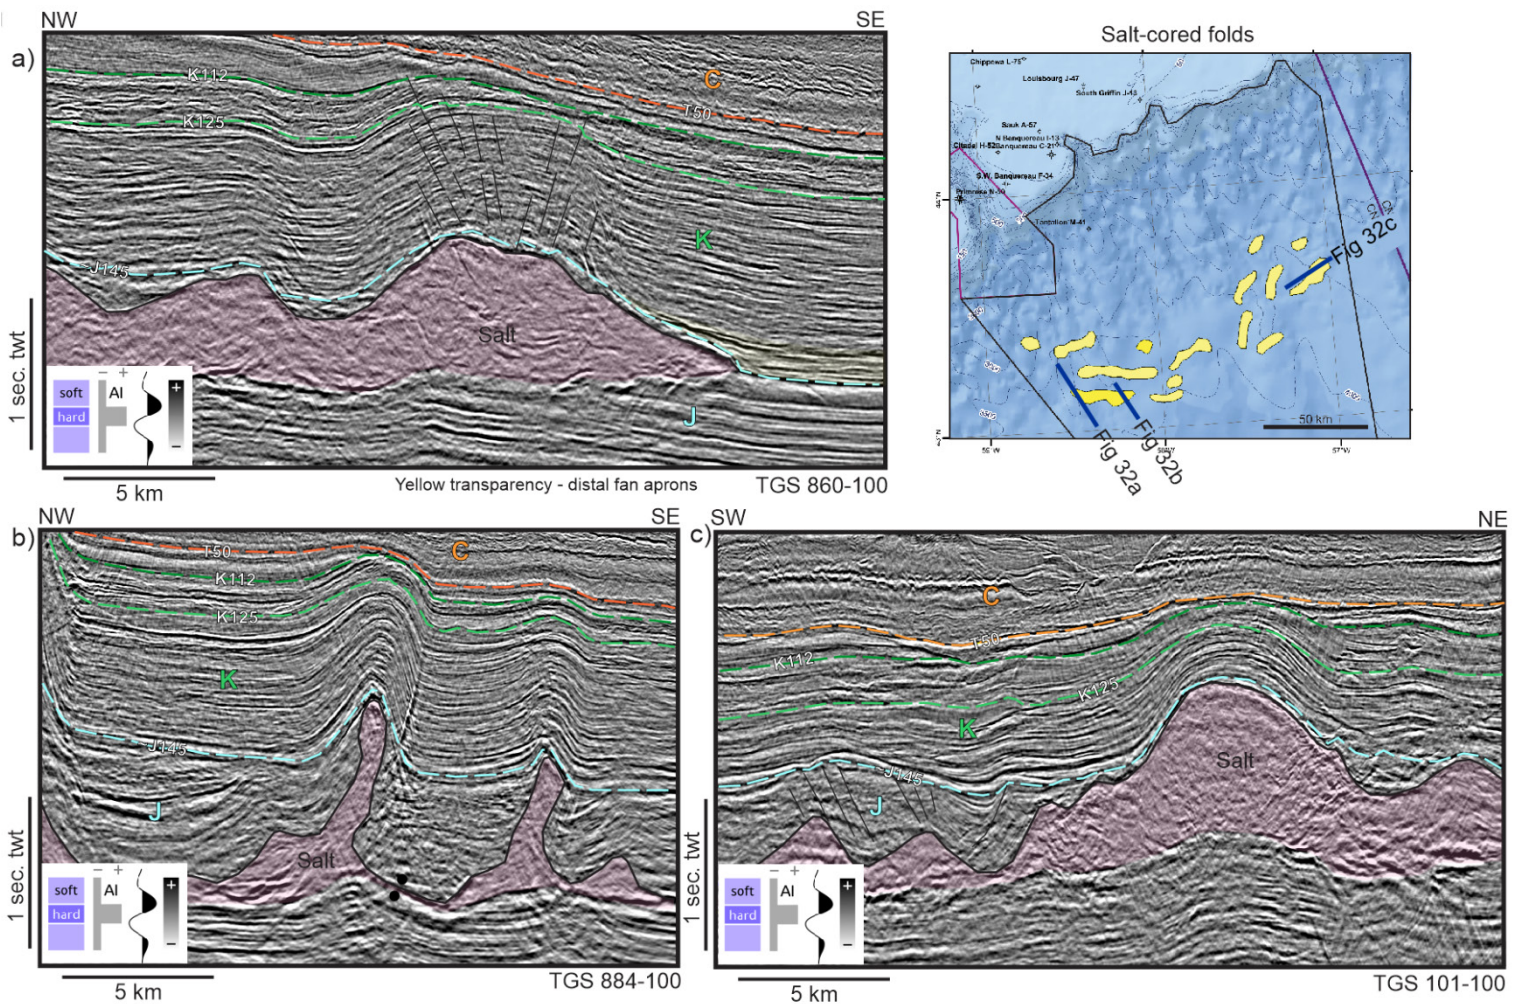 NW
SE
a)
K112
C
T50
K125
K
J145
Salt
J
1 sec. twt
soft
hard
AI
− +
+
−
5 km
Yellow transparency - distal fan aprons
TGS 860-100
Salt-cored folds
Chippewa L-75
Louisbourg J-47
South Griffin J-13
Sauk A-57
N Banquereau I-13
Citadel H-52
Banquereau C-21
S.W. Banquereau F-34
Primrose N-50
Tantallon M-41
Fig 32c
50 km
Fig 32a
Fig 32b
57°W
NW
SE
b)
T50
C
K112
K125
K
J145
J
Salt
1 sec. twt
soft
hard
AI
− +
+
−
5 km
TGS 884-100
c)
SW
NE
C
T50
K112
K125
K
J145
Salt
J
1 sec. twt
soft
hard
AI
− +
+
−
5 km
TGS 101-100